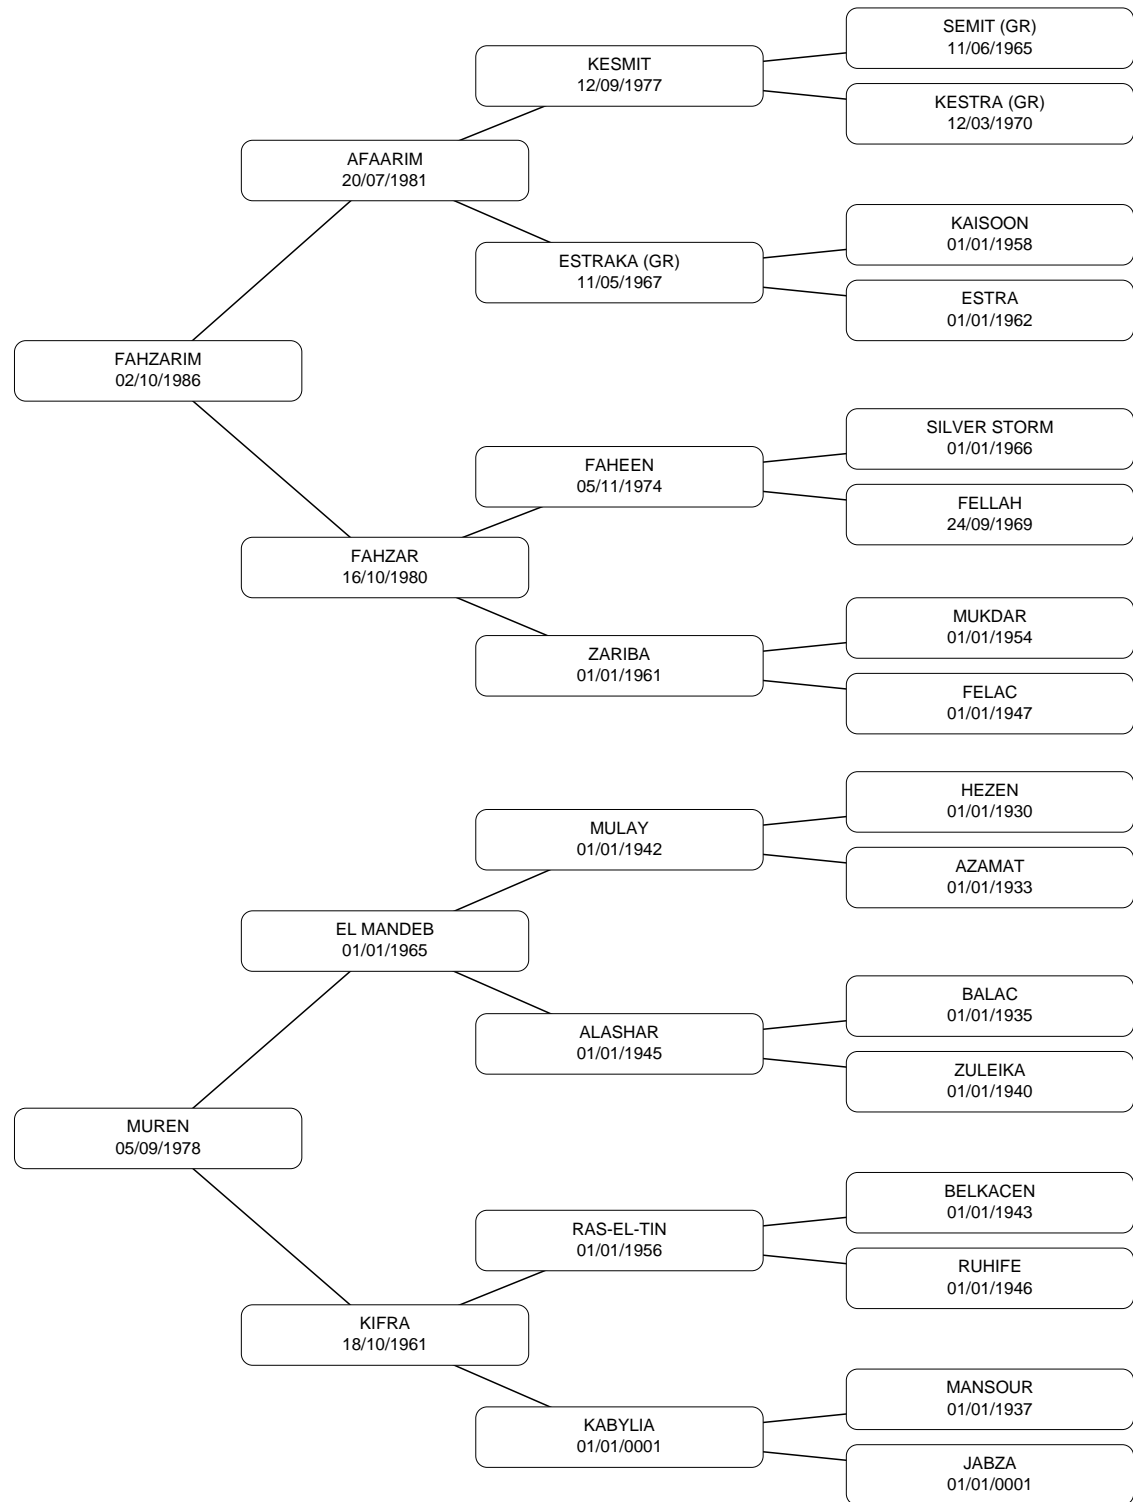 SEMIT (GR)
11/06/1965
KESMIT
12/09/1977
KESTRA (GR)
12/03/1970
AFAARIM
20/07/1981
KAISOON
01/01/1958
ESTRAKA (GR)
11/05/1967
ESTRA
01/01/1962
FAHZARIM
02/10/1986
SILVER STORM
01/01/1966
FAHEEN
05/11/1974
FELLAH
24/09/1969
FAHZAR
16/10/1980
MUKDAR
01/01/1954
ZARIBA
01/01/1961
FELAC
01/01/1947
HEZEN
01/01/1930
MULAY
01/01/1942
AZAMAT
01/01/1933
EL MANDEB
01/01/1965
BALAC
01/01/1935
ALASHAR
01/01/1945
ZULEIKA
01/01/1940
MUREN
05/09/1978
BELKACEN
01/01/1943
RAS-EL-TIN
01/01/1956
RUHIFE
01/01/1946
KIFRA
18/10/1961
MANSOUR
01/01/1937
KABYLIA
01/01/0001
JABZA
01/01/0001